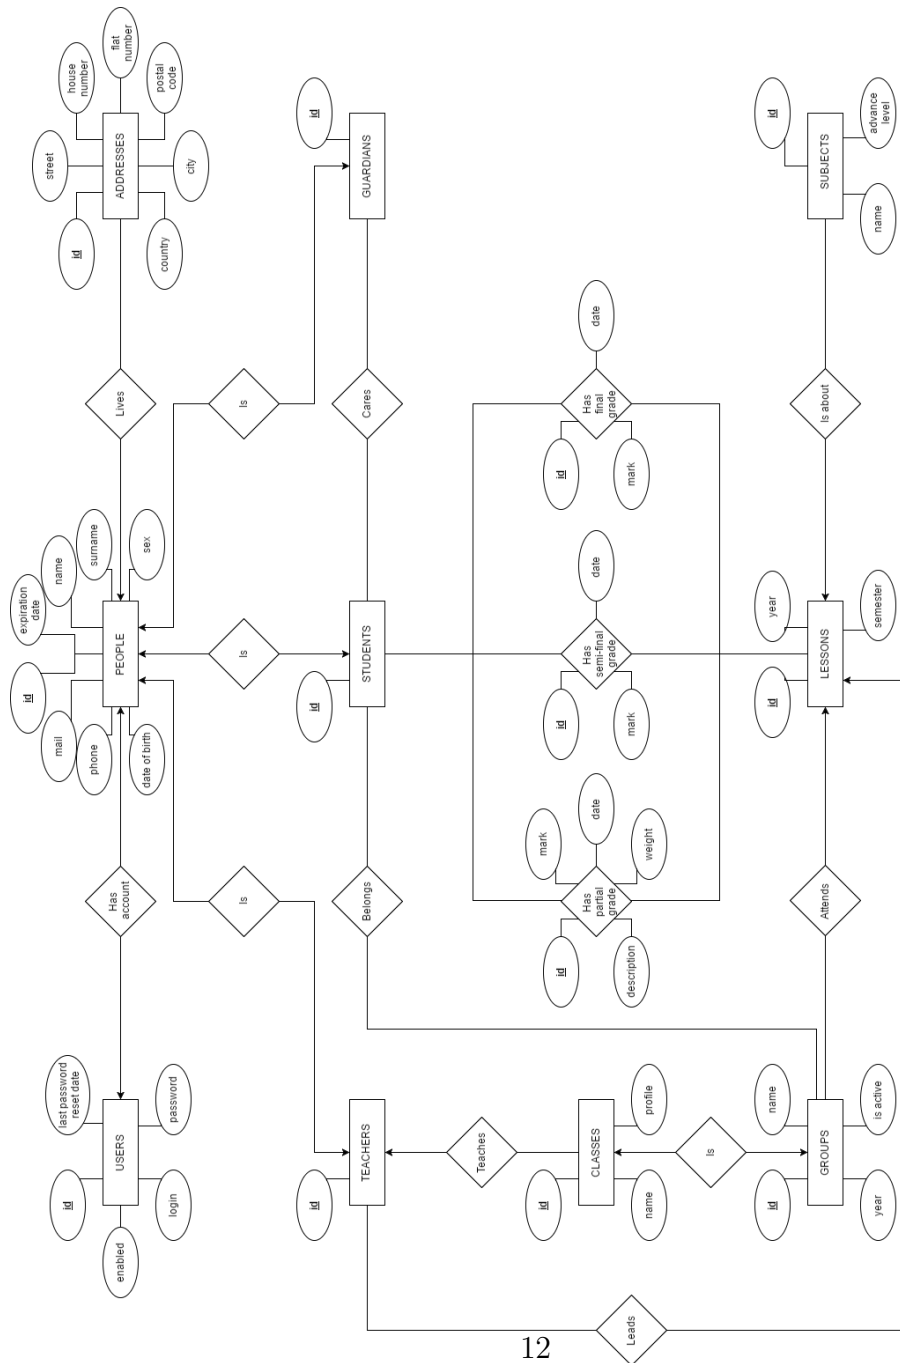 enabled
id
last password
reset date
login
password
USERS
Has
account
id
expiration
date
name
mail
surname
phone
sex
date of birth
PEOPLE
Lives
id
street
house
number
flat
number
postal
code
city
country
ADDRESSES
Is
Is
Is
id
TEACHERS
Belongs
id
STUDENTS
Cares
id
GUARDIANS
Teaches
id
name
profile
CLASSES
id
description
mark
date
weight
Has
partial
grade
id
mark
date
Has
semi-final
grade
id
mark
date
Has
final
grade
Leads
Is
id
name
year
is active
GROUPS
Attends
id
year
semester
LESSONS
Is about
id
name
advance
level
SUBJECTS
12